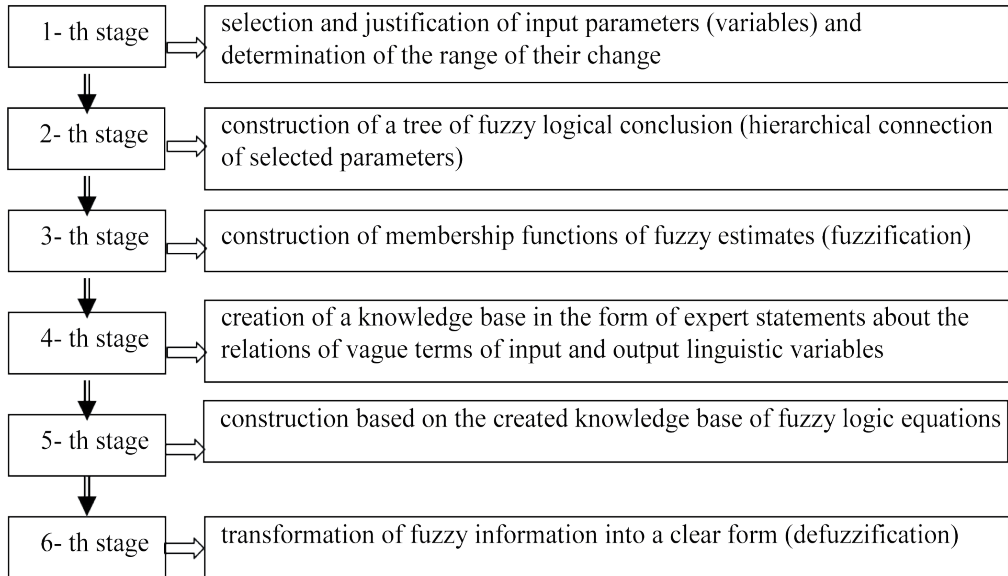 1- th stage
selection and justification of input parameters (variables) and
determination of the range of their change
2- th stage
construction of a tree of fuzzy logical conclusion (hierarchical connection
of selected parameters)
3- th stage
construction of membership functions of fuzzy estimates (fuzzification)
4- th stage
creation of a knowledge base in the form of expert statements about the
relations of vague terms of input and output linguistic variables
5- th stage
construction based on the created knowledge base of fuzzy logic equations
6- th stage
transformation of fuzzy information into a clear form (defuzzification)